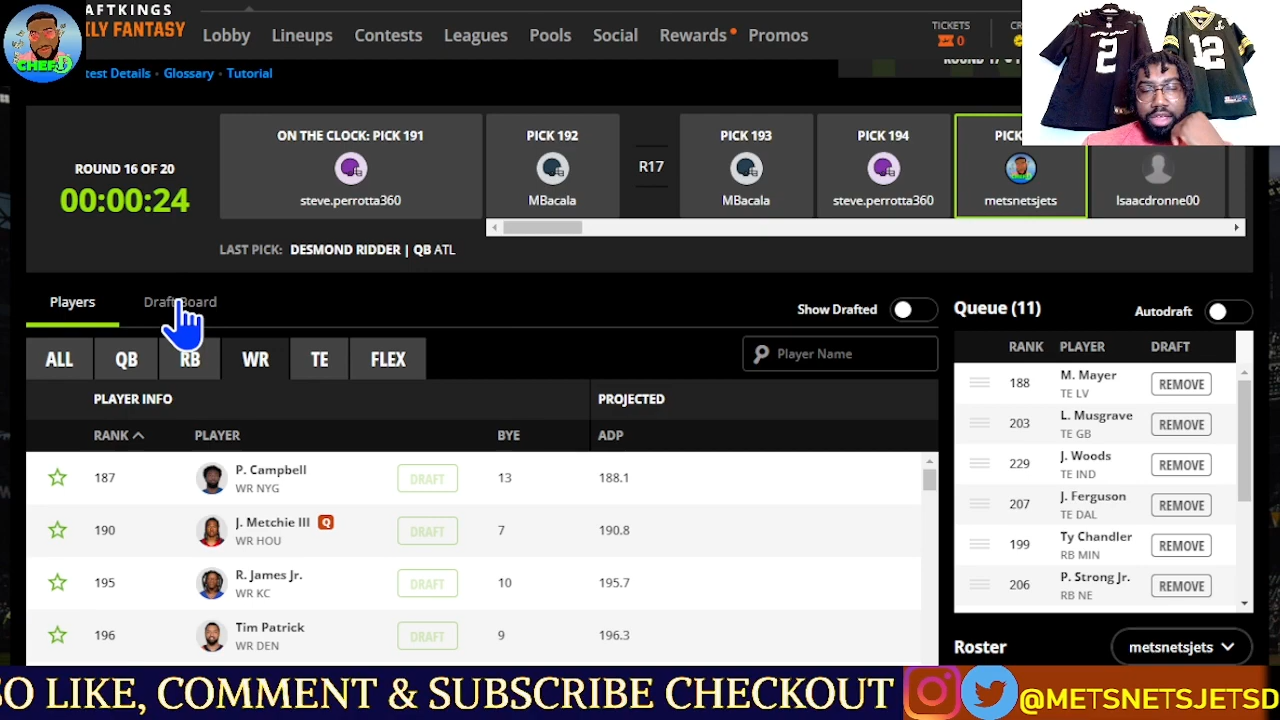 AFTKINGS
LY FANTASY
Lobby
Lineups
Contests
Leagues
Pools
Social
Rewards
Promos
TICKETS
0
CHEF
test Details • Glossary • Tutorial
2
12
ROUND 16 OF 20
00:00:24
ON THE CLOCK: PICK 191
steve.perrotta360
PICK 192
MBacala
R17
PICK 193
MBacala
PICK 194
steve.perrotta360
PICK
metsnetsjets
Isaacdronne00
LAST PICK: DESMOND RIDDER | QB ATL
Players
Draft Board
Show Drafted
ALL
QB
RB
WR
TE
FLEX
Player Name
PLAYER INFO
PROJECTED
RANK
PLAYER
BYE
ADP
187
P. Campbell
WR NYG
DRAFT
13
188.1
190
J. Metchie III Q
WR HOU
DRAFT
7
190.8
195
R. James Jr.
WR KC
DRAFT
10
195.7
196
Tim Patrick
WR DEN
DRAFT
9
196.3
Queue (11)
Autodraft
RANK
PLAYER
DRAFT
188
M. Mayer
TE LV
REMOVE
203
L. Musgrave
TE GB
REMOVE
229
J. Woods
TE IND
REMOVE
207
J. Ferguson
TE DAL
REMOVE
199
Ty Chandler
RB MIN
REMOVE
206
P. Strong Jr.
RB NE
REMOVE
Roster
metsnetsjets
SO LIKE, COMMENT & SUBSCRIBE CHECKOUT
@METSNETSJETSD